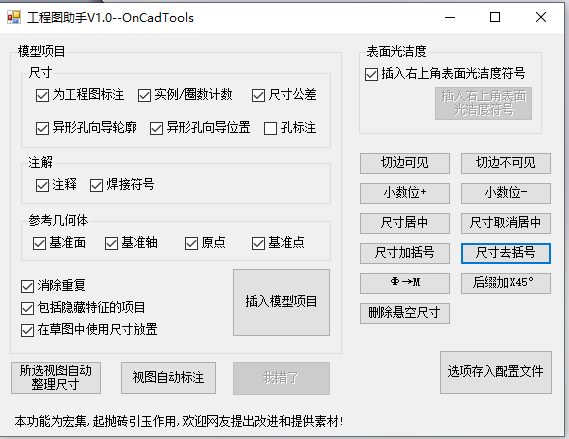 工程图助手V1.0--OnCadTools
模型项目
尺寸
为工程图标注 实例/圈数计数 尺寸公差
异形孔向导轮廓 异形孔向导位置 孔标注
注解
注释 焊接符号
参考几何体
基准面 基准轴 原点 基准点
消除重复
包括隐藏特征的项目
在草图中使用尺寸放置
插入模型项目
所选视图自动
整理尺寸
视图自动标注
我错了
表面光洁度
插入右上角表面光洁度符号
插入右上角表面
光洁度符号
切边可见 切边不可见
小数位+ 小数位-
尺寸居中 尺寸取消居中
尺寸加括号 尺寸去括号
Φ→M 后缀加X45°
删除悬空尺寸
选项存入配置文件
本功能为宏集,起抛砖引玉作用,欢迎网友提出改进和提供素材!